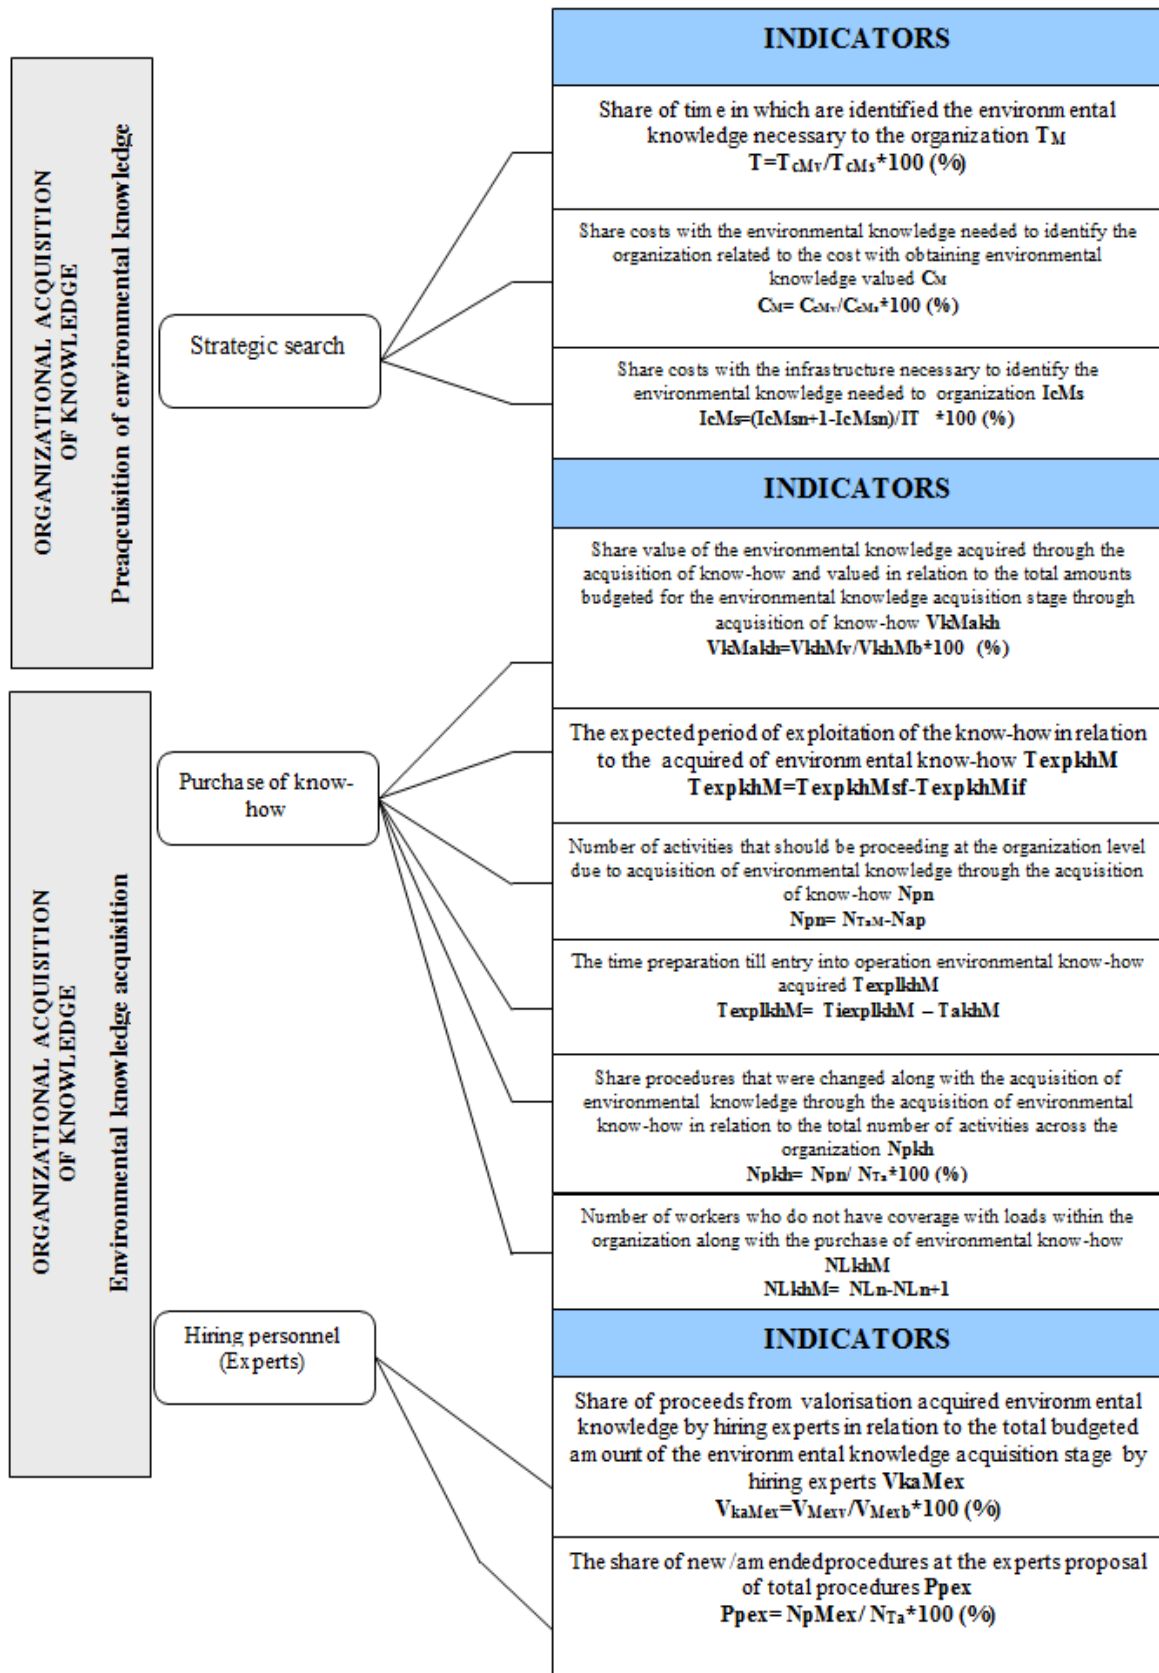 ORGANIZATIONAL ACQUISITION
OF KNOWLEDGE
Preaqcuisition of environmental knowledge
Strategic search
INDICATORS
Share of time in which are identified the environmental
knowledge necessary to the organization TM
T=TcMv/TcMs*100 (%)
Share costs with the environmental knowledge needed to identify the
organization related to the cost with obtaining environmental
knowledge valued CM
CM= CcMv/CcMs*100 (%)
Share costs with the infrastructure necessary to identify the
environmental knowledge needed to organization IcMs
IcMs=(IcMsn+1-IcMsn)/IT *100 (%)
ORGANIZATIONAL ACQUISITION
OF KNOWLEDGE
Environmental knowledge acquisition
Purchase of know-
how
INDICATORS
Share value of the environmental knowledge acquired through the
acquisition of know-how and valued in relation to the total amounts
budgeted for the environmental knowledge acquisition stage through
acquisition of know-how VkMakh
VkMakh=VkhMv/VkhMb*100 (%)
The expected period of exploitation of the know-how in relation
to the acquired of environmental know-how TexpkhM
TexpkhM=TexpkhMsf-TexpkhMif
Number of activities that should be proceeding at the organization level
due to acquisition of environmental knowledge through the acquisition
of know-how Npn
Npn= NTaM-Nap
The time preparation till entry into operation environmental know-how
acquired TexplkhM
TexplkhM= TiexplkhM – TakhM
Share procedures that were changed along with the acquisition of
environmental knowledge through the acquisition of environmental
know-how in relation to the total number of activities across the
organization Npkh
Npkh= Npn/ NTa*100 (%)
Number of workers who do not have coverage with loads within the
organization along with the purchase of environmental know-how
NLkhM
NLkhM= NLn-NLn+1
Hiring personnel
(Experts)
INDICATORS
Share of proceeds from valorisation acquired environmental
knowledge by hiring experts in relation to the total budgeted
amount of the environmental knowledge acquisition stage by
hiring experts VkaMex
VkaMex=VMexv/VMexb*100 (%)
The share of new/amendedprocedures at the experts proposal
of total procedures Ppex
Ppex= NpMex/ NTa*100 (%)